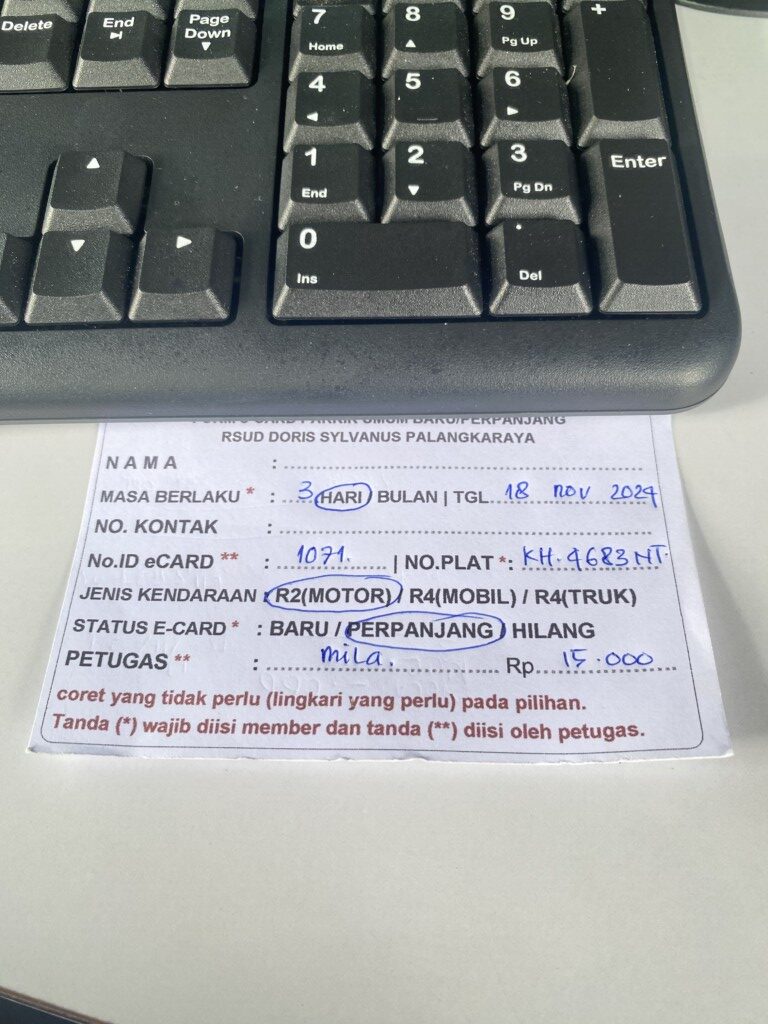 Delete End Page Down
7 Home 8 9 Pg Up +
4 5 6
1 End 2 3 Pg Dn Enter
0 Ins . Del
UMUM BARU/PERPANJANG
RSUD DORIS SYLVANUS PALANGKARAYA
NAMA :
MASA BERLAKU * : 3 HARI / BULAN | TGL. 18 NOV 2024
NO. KONTAK :
No.ID eCARD ** : 1071. | NO.PLAT *: KH.4683 NT.
JENIS KENDARAAN : R2(MOTOR) / R4(MOBIL) / R4(TRUK)
STATUS E-CARD * : BARU / PERPANJANG / HILANG
PETUGAS ** : mila. Rp. 15.000
coret yang tidak perlu (lingkari yang perlu) pada pilihan.
Tanda (*) wajib diisi member dan tanda (**) diisi oleh petugas.